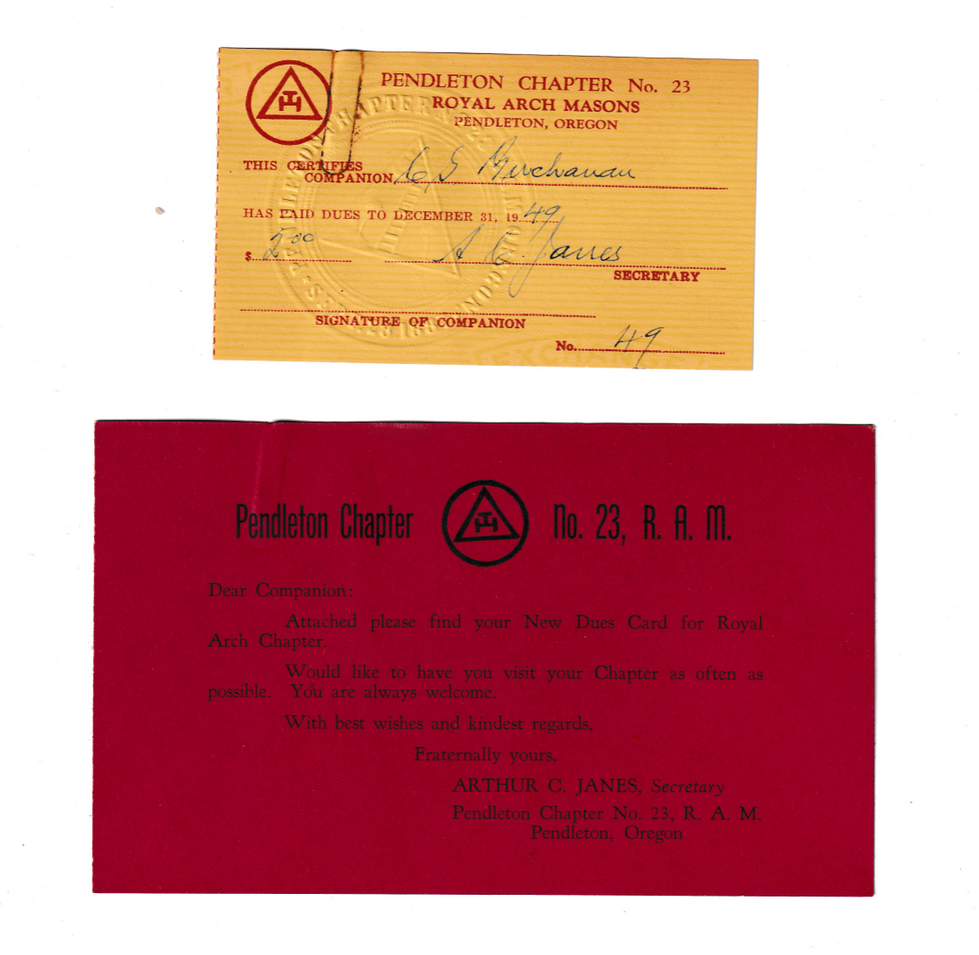 PENDLETON CHAPTER No. 23
ROYAL ARCH MASONS
PENDLETON, OREGON
THIS CERTIFIES
COMPANION, C S Buchanan
HAS PAID DUES TO DECEMBER 31, 1949
$ 5 00 A C. Janes
SECRETARY
SIGNATURE OF COMPANION
No. 49
Pendleton Chapter No. 23, R. A. M.
Dear Companion:
Attached please find your New Dues Card for Royal
Arch Chapter.
Would like to have you visit your Chapter as often as
possible. You are always welcome.
With best wishes and kindest regards,
Fraternally yours,
ARTHUR C. JANES, Secretary
Pendleton Chapter No. 23, R. A. M.
Pendleton, Oregon